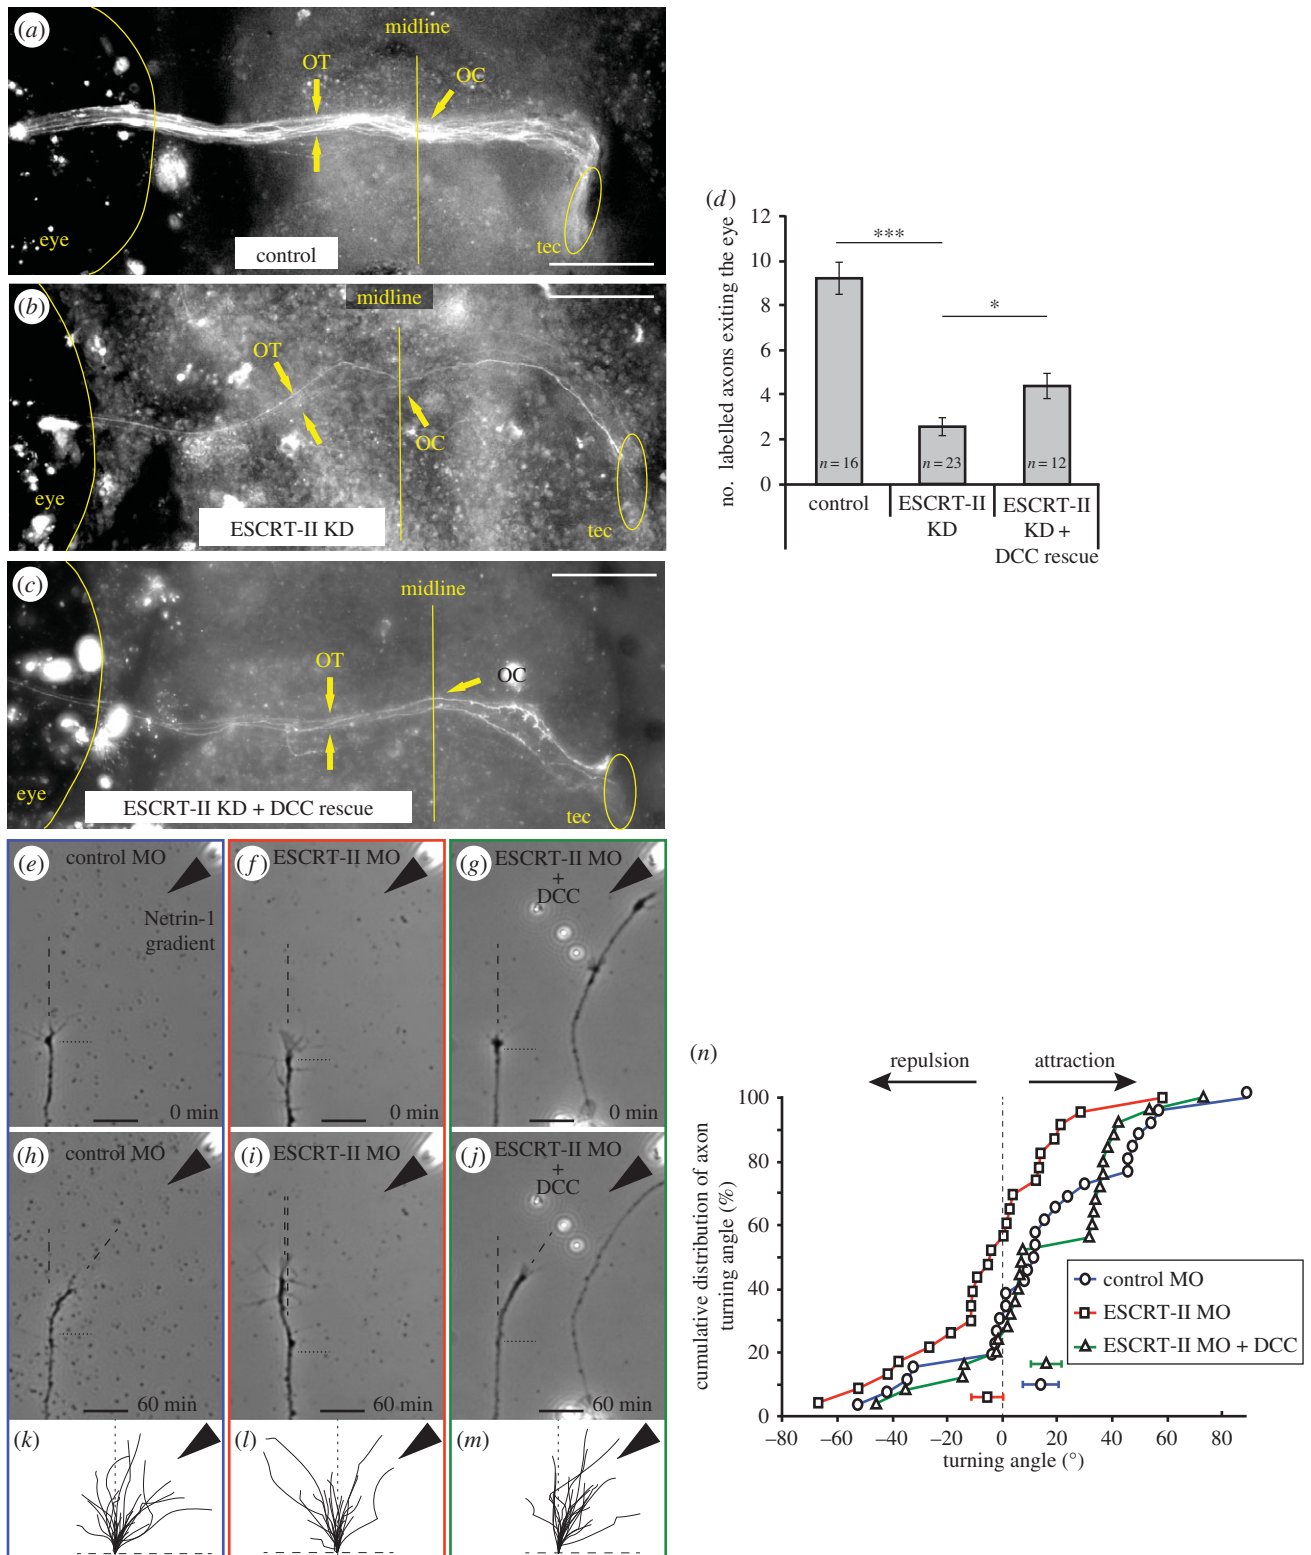 (a)
midline
OT
OC
eye
control
tec
(b)
midline
OT
OC
eye
ESCRT-II KD
tec
(c)
midline
OT
OC
eye
ESCRT-II KD + DCC rescue
tec
(d)
no. labelled axons exiting the eye
12
10
8
6
4
2
0
***
*
n = 16
n = 23
n = 12
control
ESCRT-II
KD
ESCRT-II
KD +
DCC rescue
(e)
control MO
Netrin-1
gradient
0 min
(f)
ESCRT-II MO
0 min
(g)
ESCRT-II MO
+
DCC
0 min
(h)
control MO
60 min
(i)
ESCRT-II MO
60 min
(j)
ESCRT-II MO
+
DCC
60 min
(k)
(l)
(m)
(n)
repulsion
attraction
cumulative distribution of axon
turning angle (%)
100
80
60
40
20
0
control MO
ESCRT-II MO
ESCRT-II MO + DCC
–80
–60
–40
–20
0
20
40
60
80
turning angle (°)